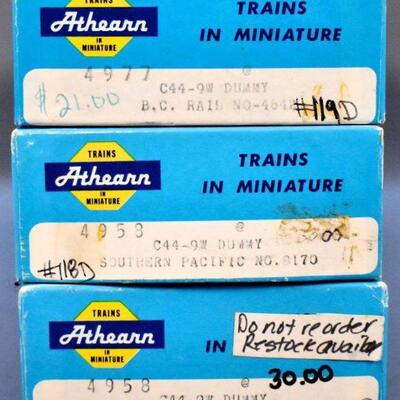 Athearn
IN
MINIATURE
TRAINS
IN MINIATURE
4977 @
$21.00
C44-9W DUMMY
B.C. RAIL NO-4642
#119D
TRAINS
Athearn
IN
MINIATURE
TRAINS
IN MINIATURE
4958 @
C44-9W DUMMY
SOUTHERN PACIFIC NO.8170
#118D
TRAINS
Athearn
IN
MINIATURE
IN
Do not reorder
Restock
30.00
4958
C44-9W DUMMY